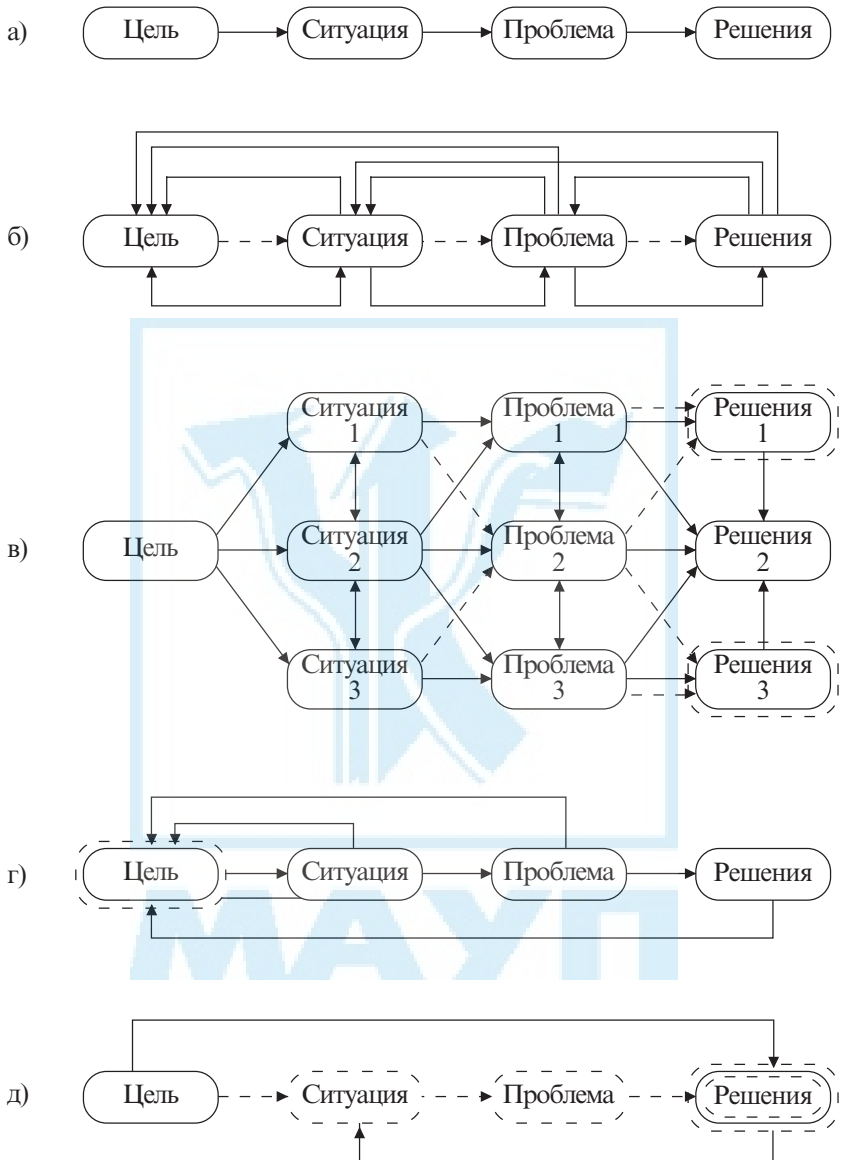 а) Цель Ситуация Проблема Решения
б) Цель Ситуация Проблема Решения
Ситуация Проблема Решения
1 1 1
в) Цель Ситуация Проблема Решения
2 2 2
Ситуация Проблема Решения
3 3 3
г) Цель Ситуация Проблема Решения
МАУП
д) Цель Ситуация Проблема Решения